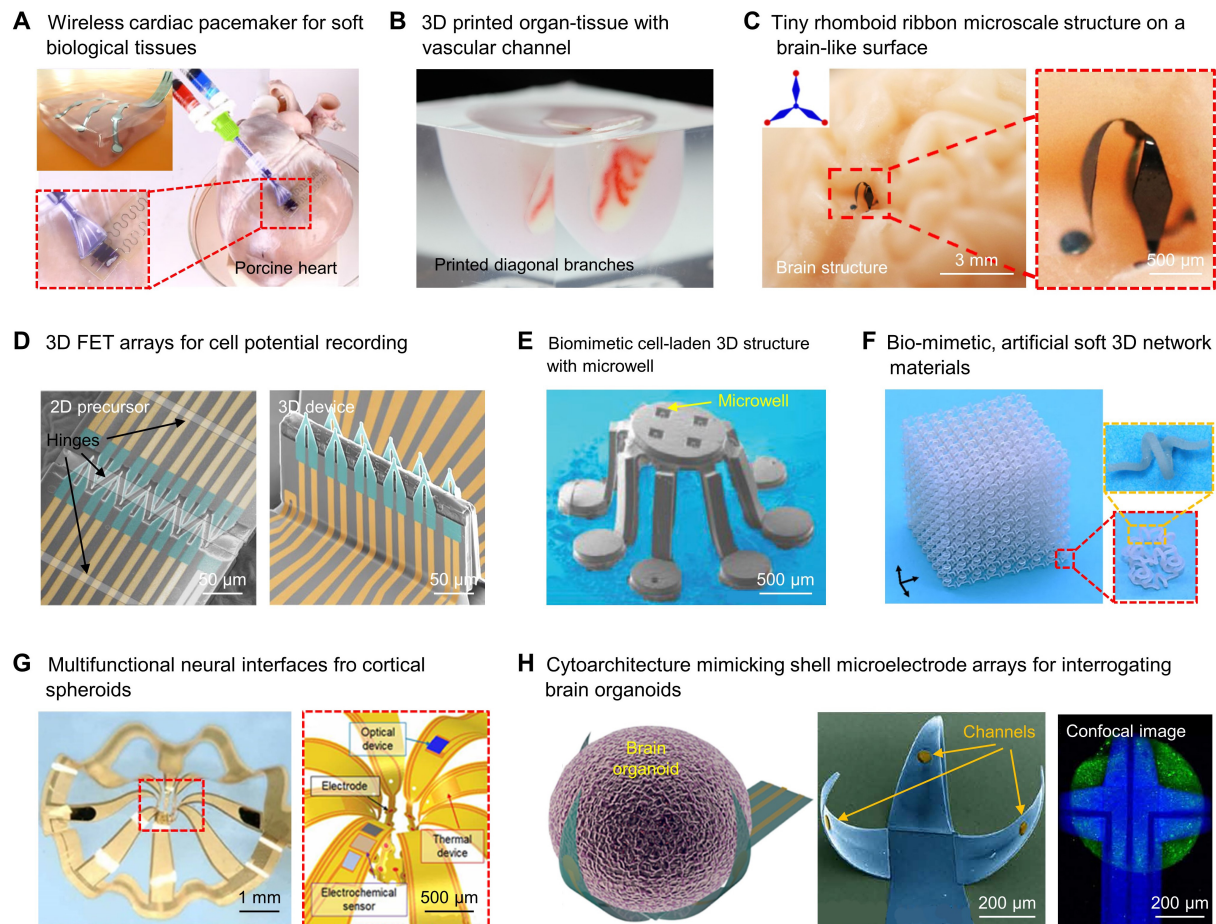 A Wireless cardiac pacemaker for soft
biological tissues
Porcine heart
B 3D printed organ-tissue with
vascular channel
Printed diagonal branches
C Tiny rhomboid ribbon microscale structure on a
brain-like surface
Brain structure
3 mm
500 µm
D 3D FET arrays for cell potential recording
2D precursor
Hinges
50 µm
3D device
50 µm
E Biomimetic cell-laden 3D structure
with microwell
Microwell
500 µm
F Bio-mimetic, artificial soft 3D network
materials
G Multifunctional neural interfaces fro cortical
spheroids
1 mm
Optical
device
Electrode
Thermal
device
Electrochemical
sensor
500 µm
H Cytoarchitecture mimicking shell microelectrode arrays for interrogating
brain organoids
Brain
organoid
Channels
200 µm
Confocal image
200 µm